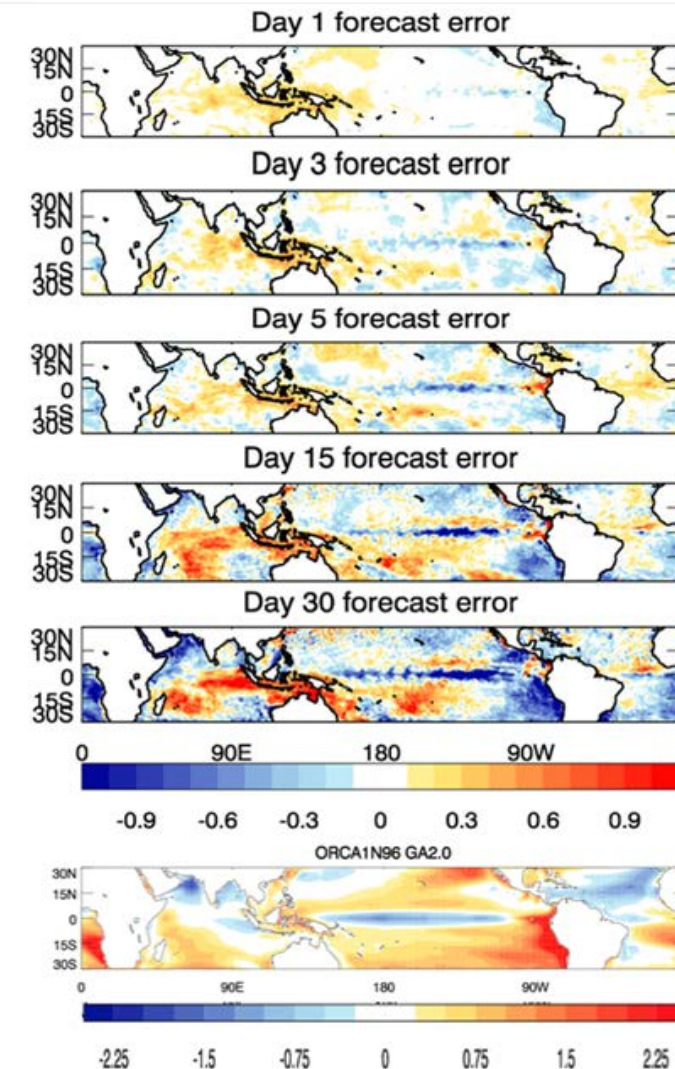 Day 1 forecast error
30N
15N
0
15S
30S
Day 3 forecast error
30N
15N
0
15S
30S
Day 5 forecast error
30N
15N
0
15S
30S
Day 15 forecast error
30N
15N
0
15S
30S
Day 30 forecast error
30N
15N
0
15S
30S
0 90E 180 90W
-0.9 -0.6 -0.3 0 0.3 0.6 0.9
ORCA1N96 GA2.0
30N
15N
0
15S
30S
0 90E 180 90W
-2.25 -1.5 -0.75 0 0.75 1.5 2.25